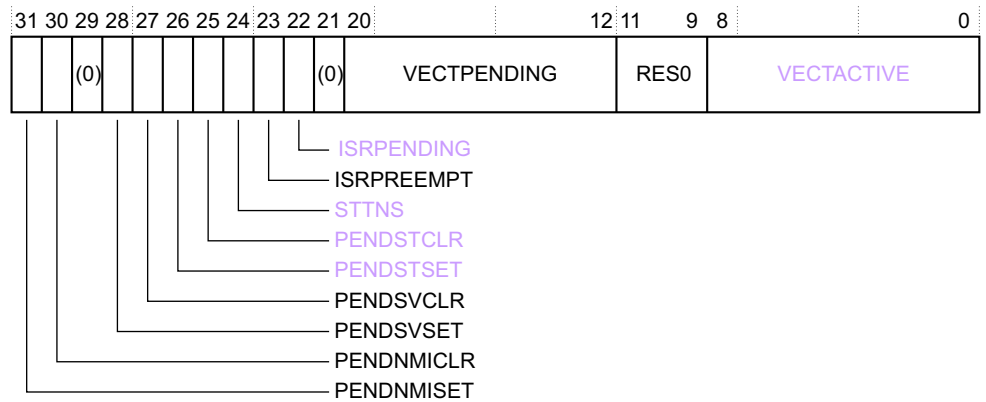 31 30 29 28 27 26 25 24 23 22 21 20 12 11 9 8 0
(0) (0) VECTPENDING RES0 VECTACTIVE
ISRPENDING
ISRPREEMPT
STTNS
PENDSTCLR
PENDSTSET
PENDSVCLR
PENDSVSET
PENDNMICLR
PENDNMISET